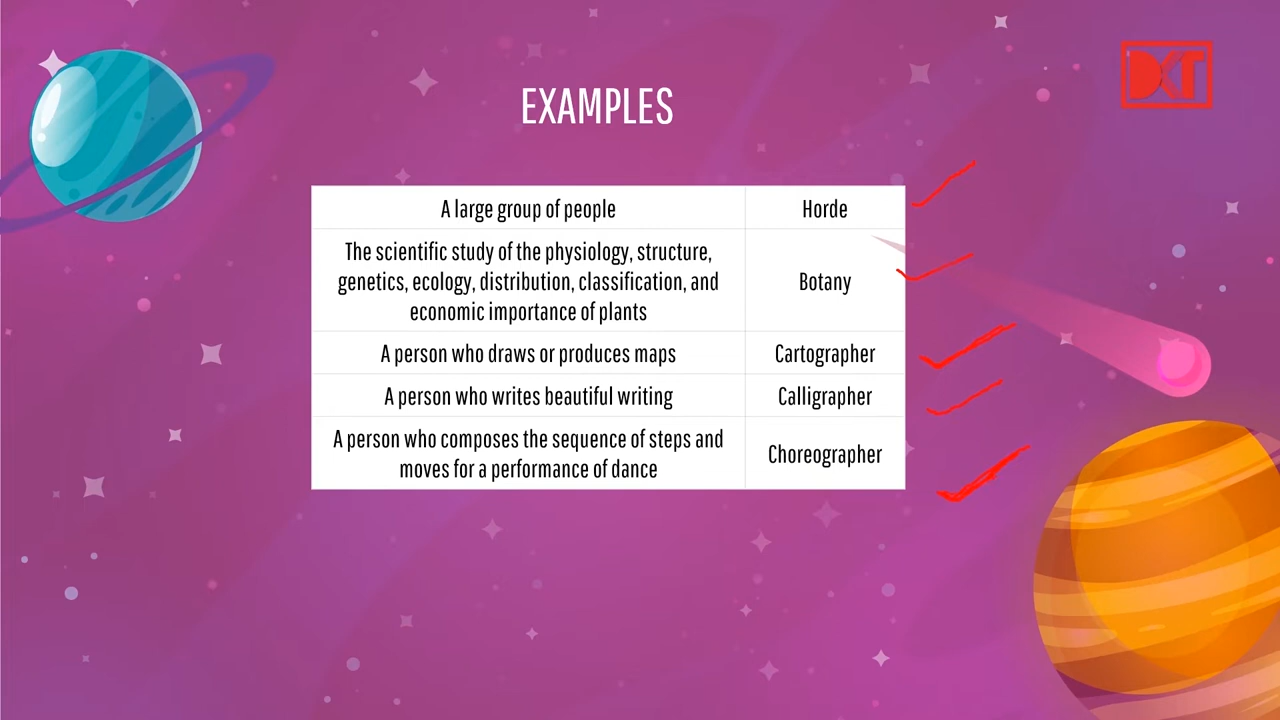 DKT
EXAMPLES
A large group of people
Horde
The scientific study of the physiology, structure,
genetics, ecology, distribution, classification, and
economic importance of plants
Botany
A person who draws or produces maps
Cartographer
A person who writes beautiful writing
Calligrapher
A person who composes the sequence of steps and
moves for a performance of dance
Choreographer